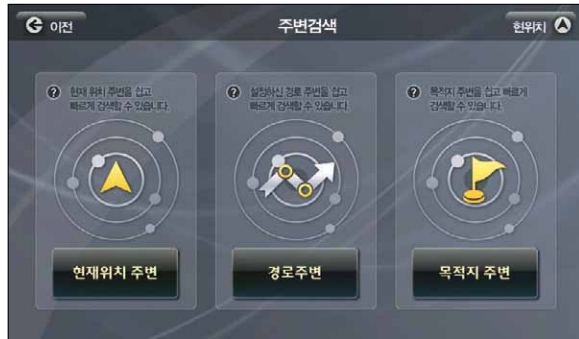 이전
주변검색
현위치
현재 위치 주변을 쉽고
빠르게 검색할 수 있습니다.
설정하신 경로 주변을 쉽고
빠르게 검색할 수 있습니다.
목적지 주변을 쉽고 빠르게
검색할 수 있습니다.
현재위치 주변
경로주변
목적지 주변